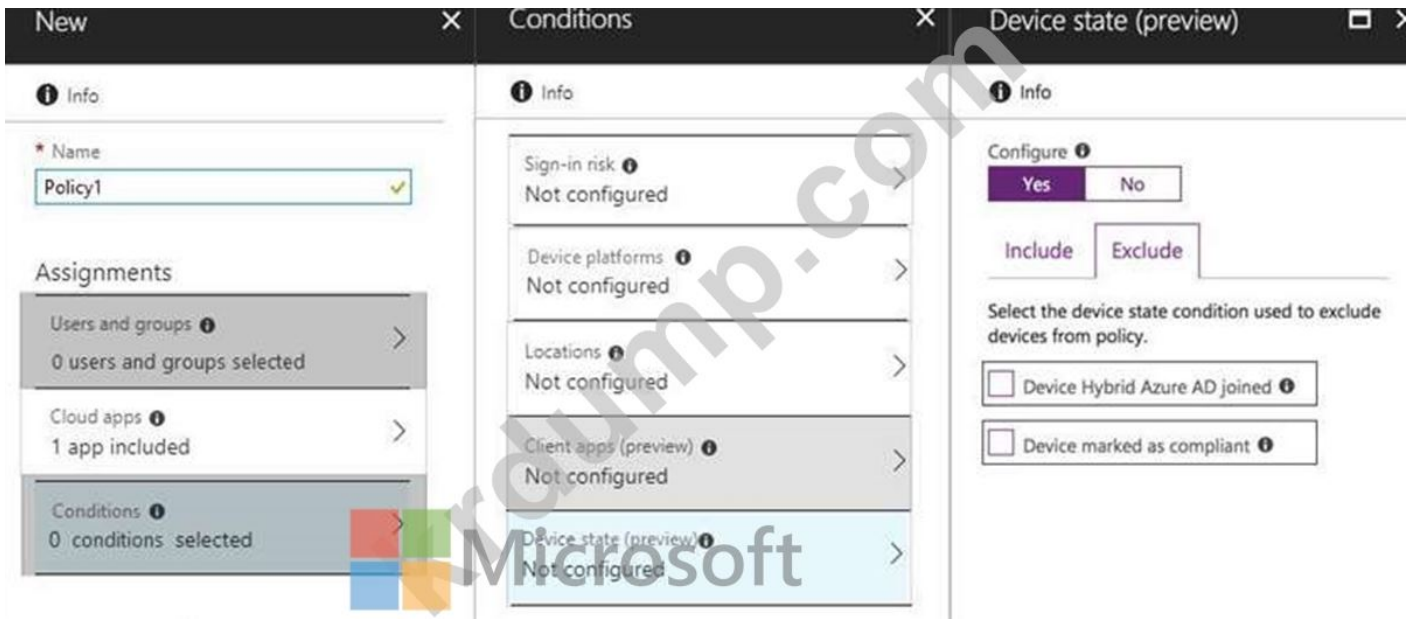 New
Info
* Name
Policy1
Assignments
Users and groups
0 users and groups selected
Cloud apps
1 app included
Conditions
0 conditions selected
Conditions
Info
Sign-in risk
Not configured
Device platforms
Not configured
Locations
Not configured
Client apps (preview)
Not configured
Device state (preview)
Not configured
Device state (preview)
Info
Configure
Yes No
Include Exclude
Select the device state condition used to exclude
devices from policy.
Device Hybrid Azure AD joined
Device marked as compliant
Microsoft
krdump.com